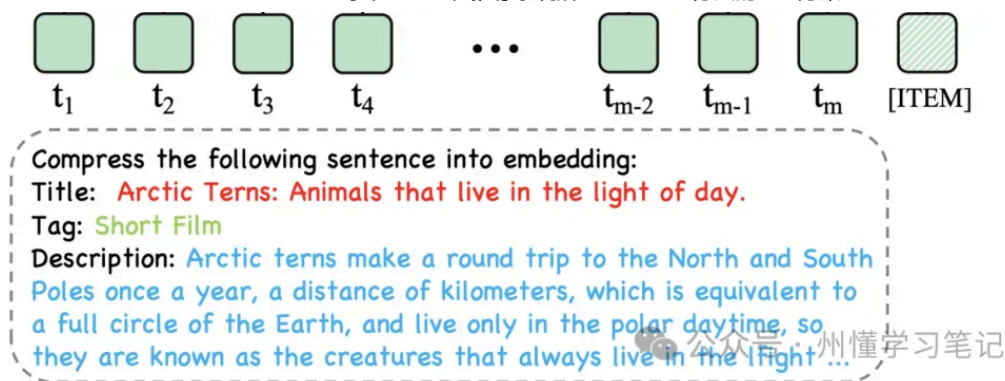 t1 t2 t3 t4 ... tm-2 tm-1 tm [ITEM]
Compress the following sentence into embedding:
Title: Arctic Terns: Animals that live in the light of day.
Tag: Short Film
Description: Arctic terns make a round trip to the North and South
Poles once a year, a distance of kilometers, which is equivalent to
a full circle of the Earth, and live only in the polar daytime, so
they are known as the creatures that always live in the light ...
公众号 · 州懂学习笔记